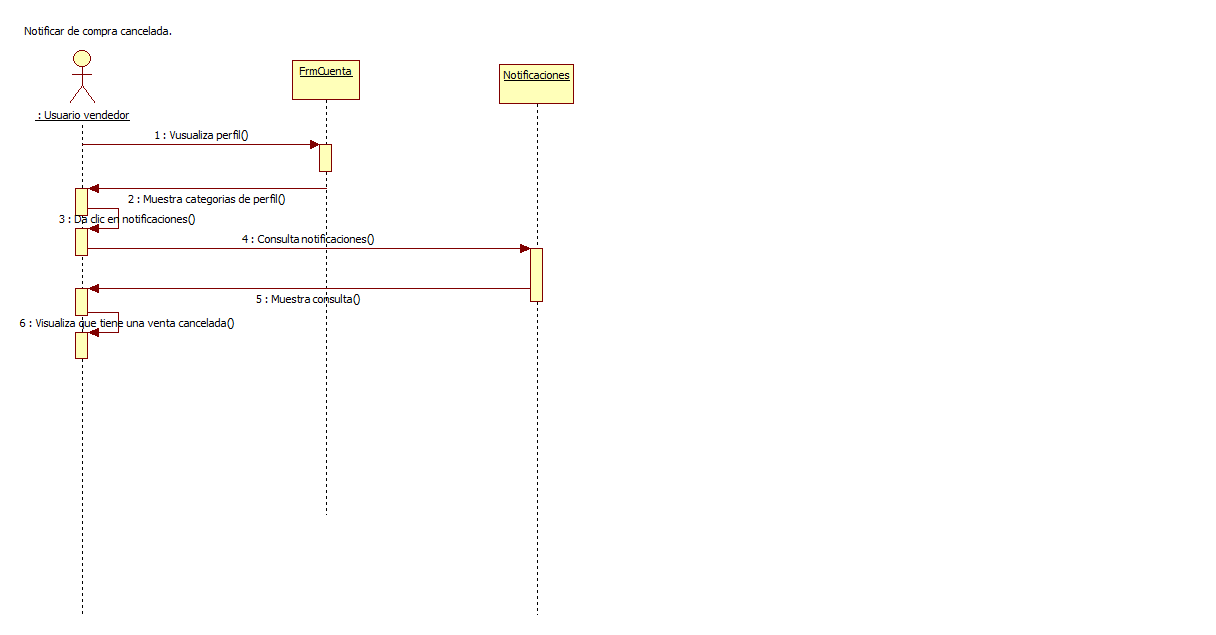 Notificar de compra cancelada.
FrmCuenta
Notificaciones
: Usuario vendedor
1 : Vusualiza perfil()
2 : Muestra categorias de perfil()
3 : Da clic en notificaciones()
4 : Consulta notificaciones()
5 : Muestra consulta()
6 : Visualiza que tiene una venta cancelada()